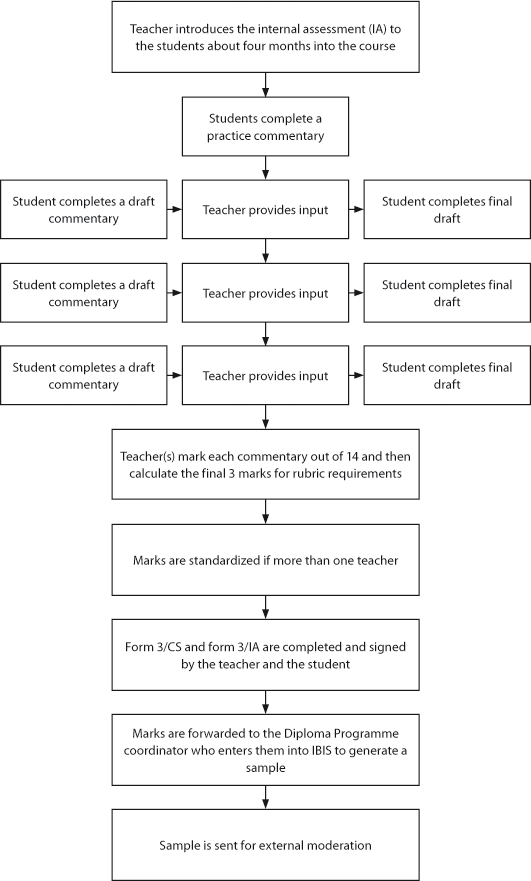 Teacher introduces the internal assessment (IA) to
the students about four months into the course
Students complete a
practice commentary
Student completes a draft
commentary
Teacher provides input
Student completes final
draft
Student completes a draft
commentary
Teacher provides input
Student completes final
draft
Student completes a draft
commentary
Teacher provides input
Student completes final
draft
Teacher(s) mark each commentary out of 14 and then
calculate the final 3 marks for rubric requirements
Marks are standardized if more than one teacher
Form 3/CS and form 3/IA are completed and signed
by the teacher and the student
Marks are forwarded to the Diploma Programme
coordinator who enters them into IBIS to generate a
sample
Sample is sent for external moderation